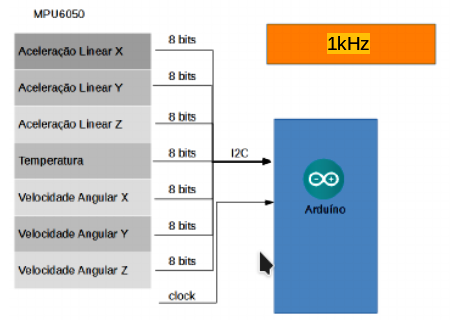 MPU6050
1kHz
Aceleração Linear X
8 bits
Aceleração Linear Y
8 bits
Aceleração Linear Z
8 bits
Temperatura
8 bits
I2C
Velocidade Angular X
8 bits
Arduíno
Velocidade Angular Y
8 bits
Velocidade Angular Z
8 bits
clock